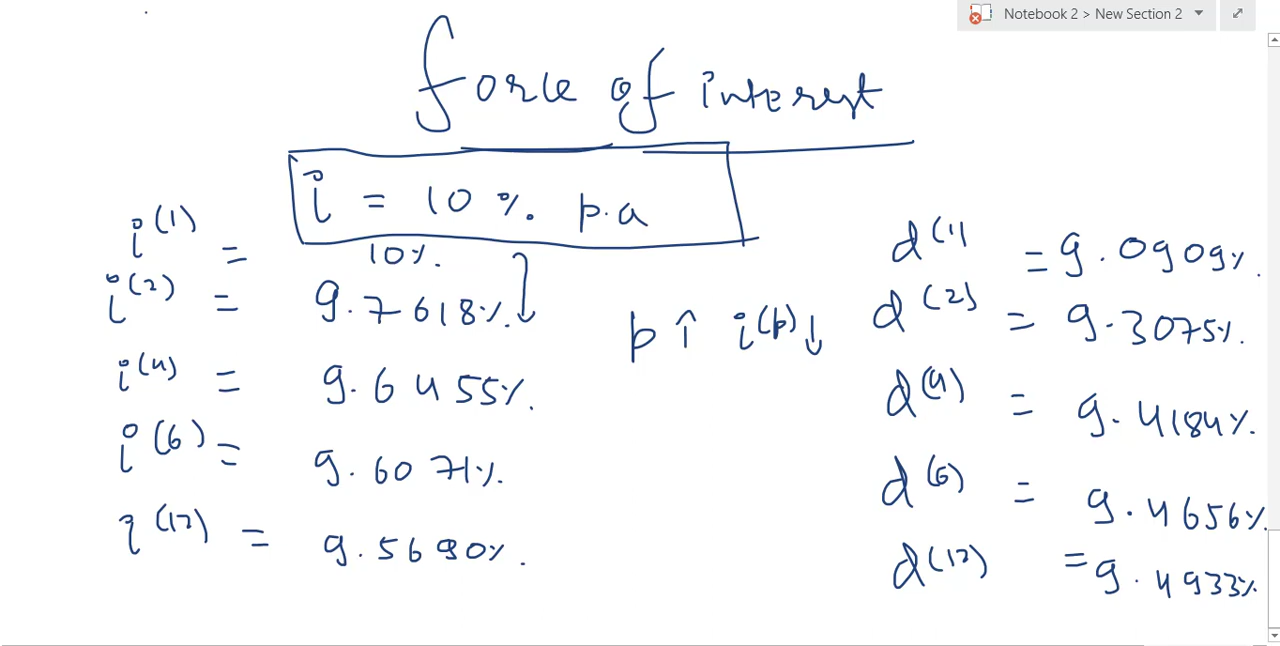 Notebook 2 > New Section 2
force of interest
i = 10 %. p.a
i(1) = 10%.
i(2) = 9.7618%.
i(4) = 9.6455%.
i(6) = 9.6071%.
i(12) = 9.5690%.
p↑ i(p)↓
d(1) = 9.0909%.
d(2) = 9.3075%.
d(4) = 9.4184%.
d(6) = 9.4656%.
d(12) = 9.4933%.